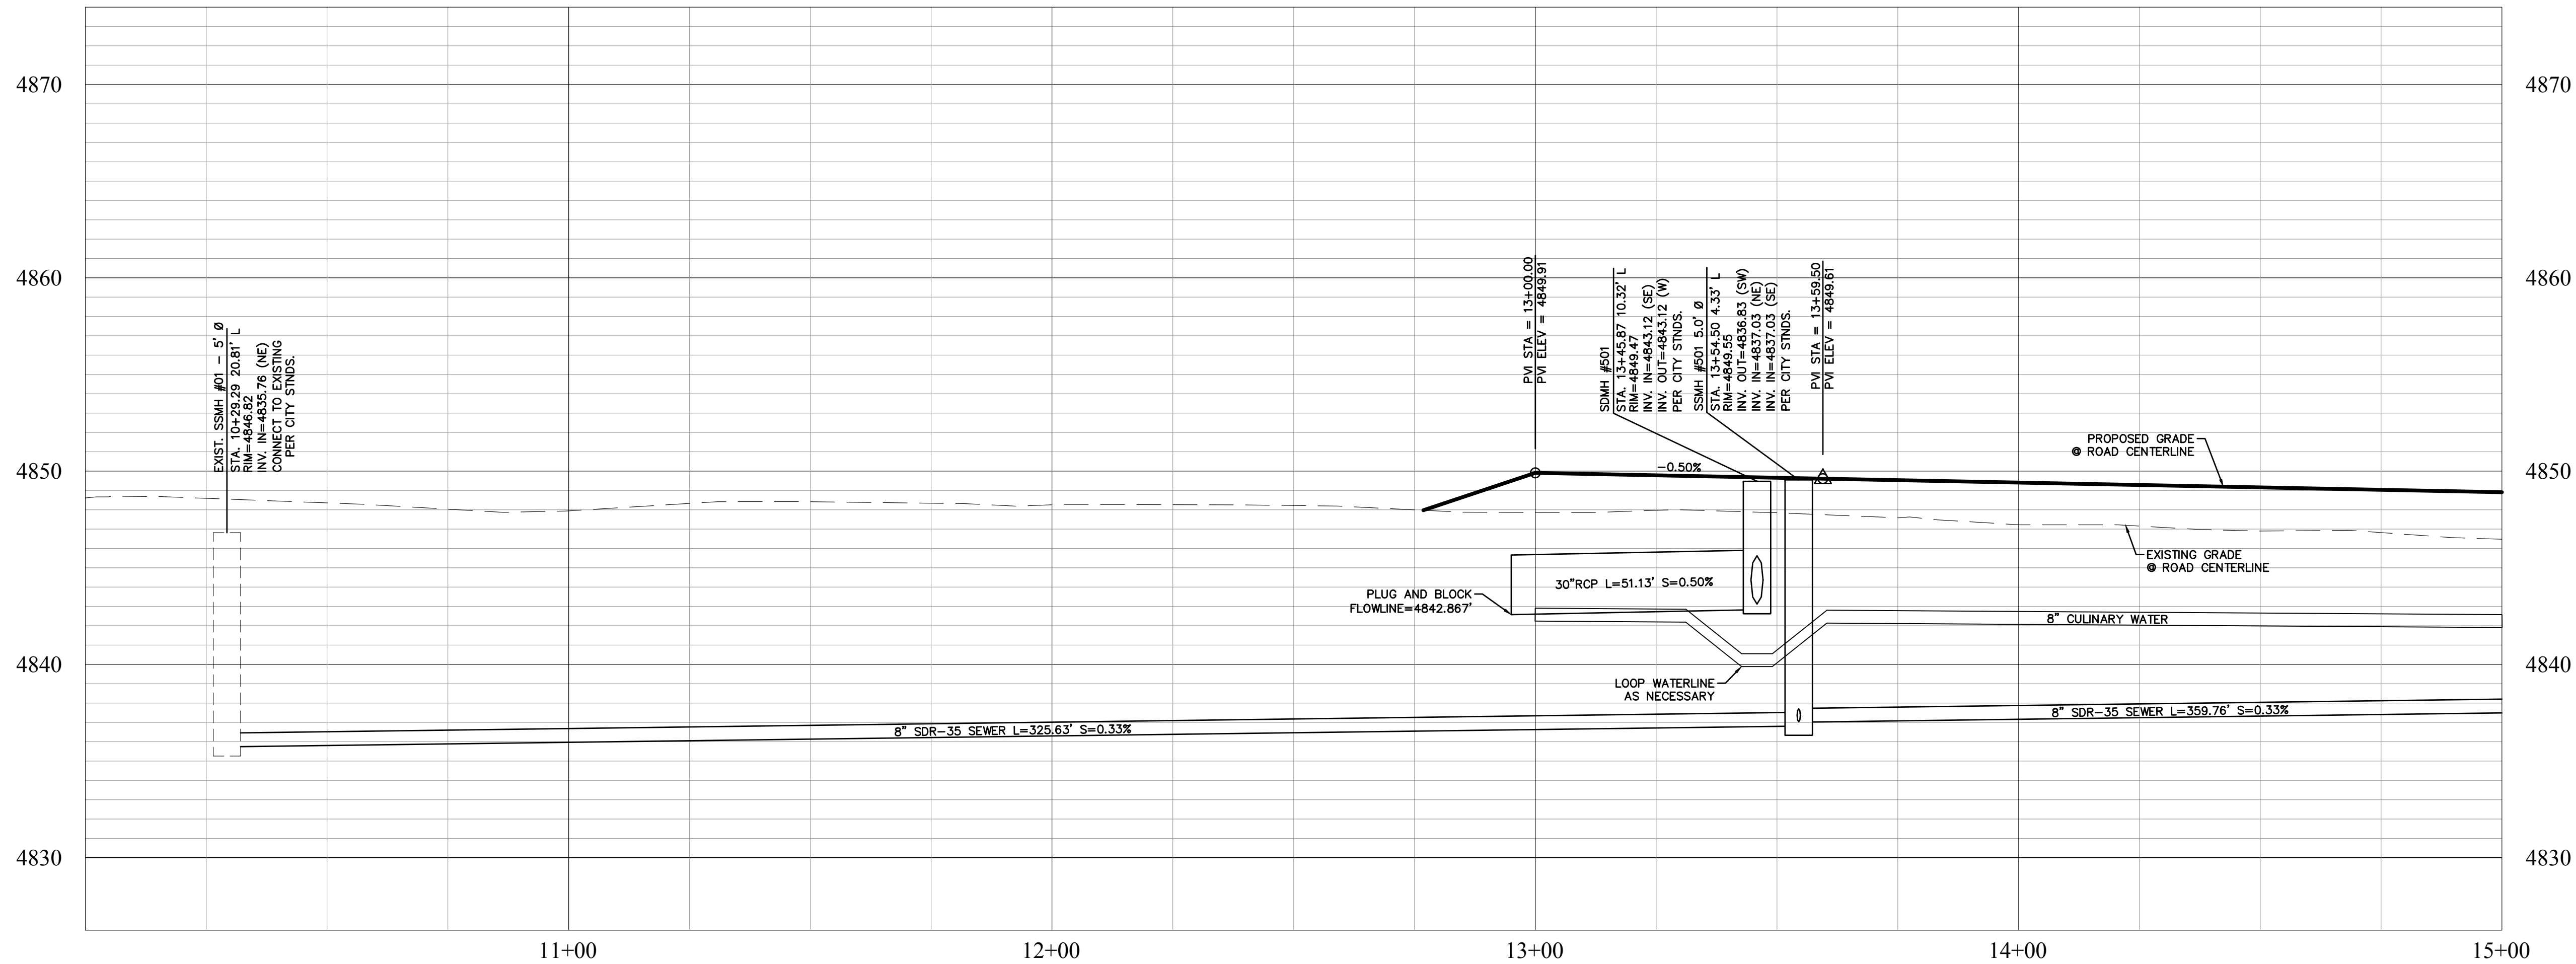 4870
4870
4860
4860
4850
4850
4840
4840
4830
4830
EXIST. SSMH #01 - 5' Ø
STA. 10+29.29 20.81' L
RIM=4846.82
INV. IN=4835.76 (NE)
CONNECT TO EXISTING
PER CITY STNDS.
PVI STA = 13+00.00
PVI ELEV = 4849.91
SDMH #501
STA. 13+45.87 10.32' L
RIM=4849.47
INV. IN=4843.12 (SE)
INV. OUT=4843.12 (W)
PER CITY STNDS.
SSMH #501 5.0' Ø
STA. 13+54.50 4.33' L
RIM=4849.55
INV. OUT=4836.83 (SW)
INV. IN=4837.03 (NE)
INV. IN=4837.03 (SE)
PER CITY STNDS.
PVI STA = 13+59.50
PVI ELEV = 4849.61
-0.50%
PROPOSED GRADE
@ ROAD CENTERLINE
EXISTING GRADE
@ ROAD CENTERLINE
30"RCP L=51.13' S=0.50%
PLUG AND BLOCK
FLOWLINE=4842.867'
8" CULINARY WATER
LOOP WATERLINE
AS NECESSARY
8" SDR-35 SEWER L=325.63' S=0.33%
8" SDR-35 SEWER L=359.76' S=0.33%
11+00
12+00
13+00
14+00
15+00